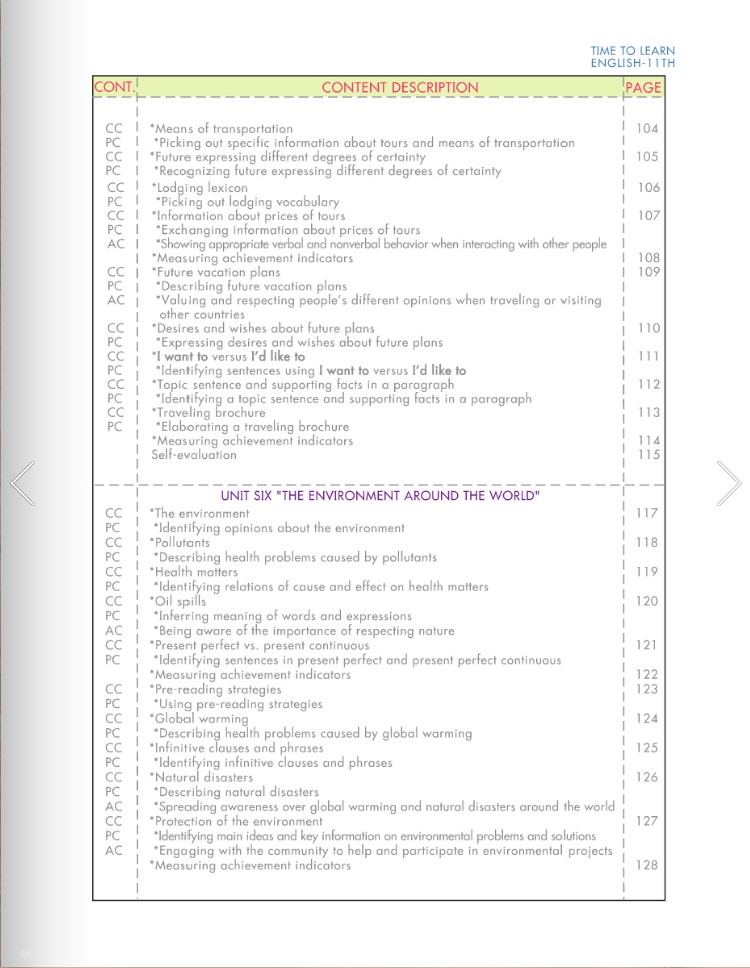 TIME TO LEARN
ENGLISH-11TH
CONT. CONTENT DESCRIPTION PAGE
CC *Means of transportation 104
PC *Picking out specific information about tours and means of transportation
CC *Future expressing different degrees of certainty 105
PC *Recognizing future expressing different degrees of certainty
CC *Lodging lexicon 106
PC *Picking out lodging vocabulary
CC *Information about prices of tours 107
PC *Exchanging information about prices of tours
AC *Showing appropriate verbal and nonverbal behavior when interacting with other people
*Measuring achievement indicators 108
CC *Future vacation plans 109
PC *Describing future vacation plans
AC *Valuing and respecting people's different opinions when traveling or visiting
other countries
CC *Desires and wishes about future plans 110
PC *Expressing desires and wishes about future plans
CC *I want to versus I'd like to 111
PC *Identifying sentences using I want to versus I'd like to
CC *Topic sentence and supporting facts in a paragraph 112
PC *Identifying a topic sentence and supporting facts in a paragraph
CC *Traveling brochure 113
PC *Elaborating a traveling brochure
*Measuring achievement indicators 114
Self-evaluation 115
UNIT SIX "THE ENVIRONMENT AROUND THE WORLD"
CC *The environment 117
PC *Identifying opinions about the environment
CC *Pollutants 118
PC *Describing health problems caused by pollutants
CC *Health matters 119
PC *Identifying relations of cause and effect on health matters
CC *Oil spills 120
PC *Inferring meaning of words and expressions
AC *Being aware of the importance of respecting nature
CC *Present perfect vs. present continuous 121
PC *Identifying sentences in present perfect and present perfect continuous
*Measuring achievement indicators 122
CC *Pre-reading strategies 123
PC *Using pre-reading strategies
CC *Global warming 124
PC *Describing health problems caused by global warming
CC *Infinitive clauses and phrases 125
PC *Identifying infinitive clauses and phrases
CC *Natural disasters 126
PC *Describing natural disasters
AC *Spreading awareness over global warming and natural disasters around the world
CC *Protection of the environment 127
PC *Identifying main ideas and key information on environmental problems and solutions
AC *Engaging with the community to help and participate in environmental projects
*Measuring achievement indicators 128